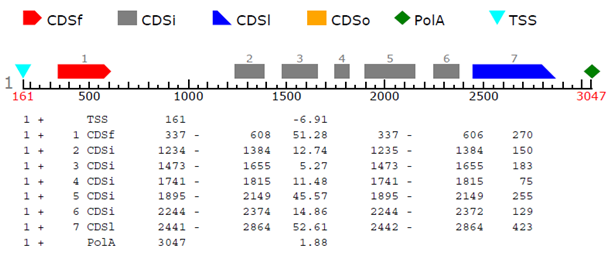 CDSf CDSi CDSl CDSo PolA TSS
1 2 3 4 5 6 7
1
161 500 1000 1500 2000 2500 3047
1 + TSS 161 -6.91
1 + 1 CDSf 337 - 608 51.28 337 - 606 270
1 + 2 CDSi 1234 - 1384 12.74 1235 - 1384 150
1 + 3 CDSi 1473 - 1655 5.27 1473 - 1655 183
1 + 4 CDSi 1741 - 1815 11.48 1741 - 1815 75
1 + 5 CDSi 1895 - 2149 45.57 1895 - 2149 255
1 + 6 CDSi 2244 - 2374 14.86 2244 - 2372 129
1 + 7 CDSl 2441 - 2864 52.61 2442 - 2864 423
1 + PolA 3047 1.88